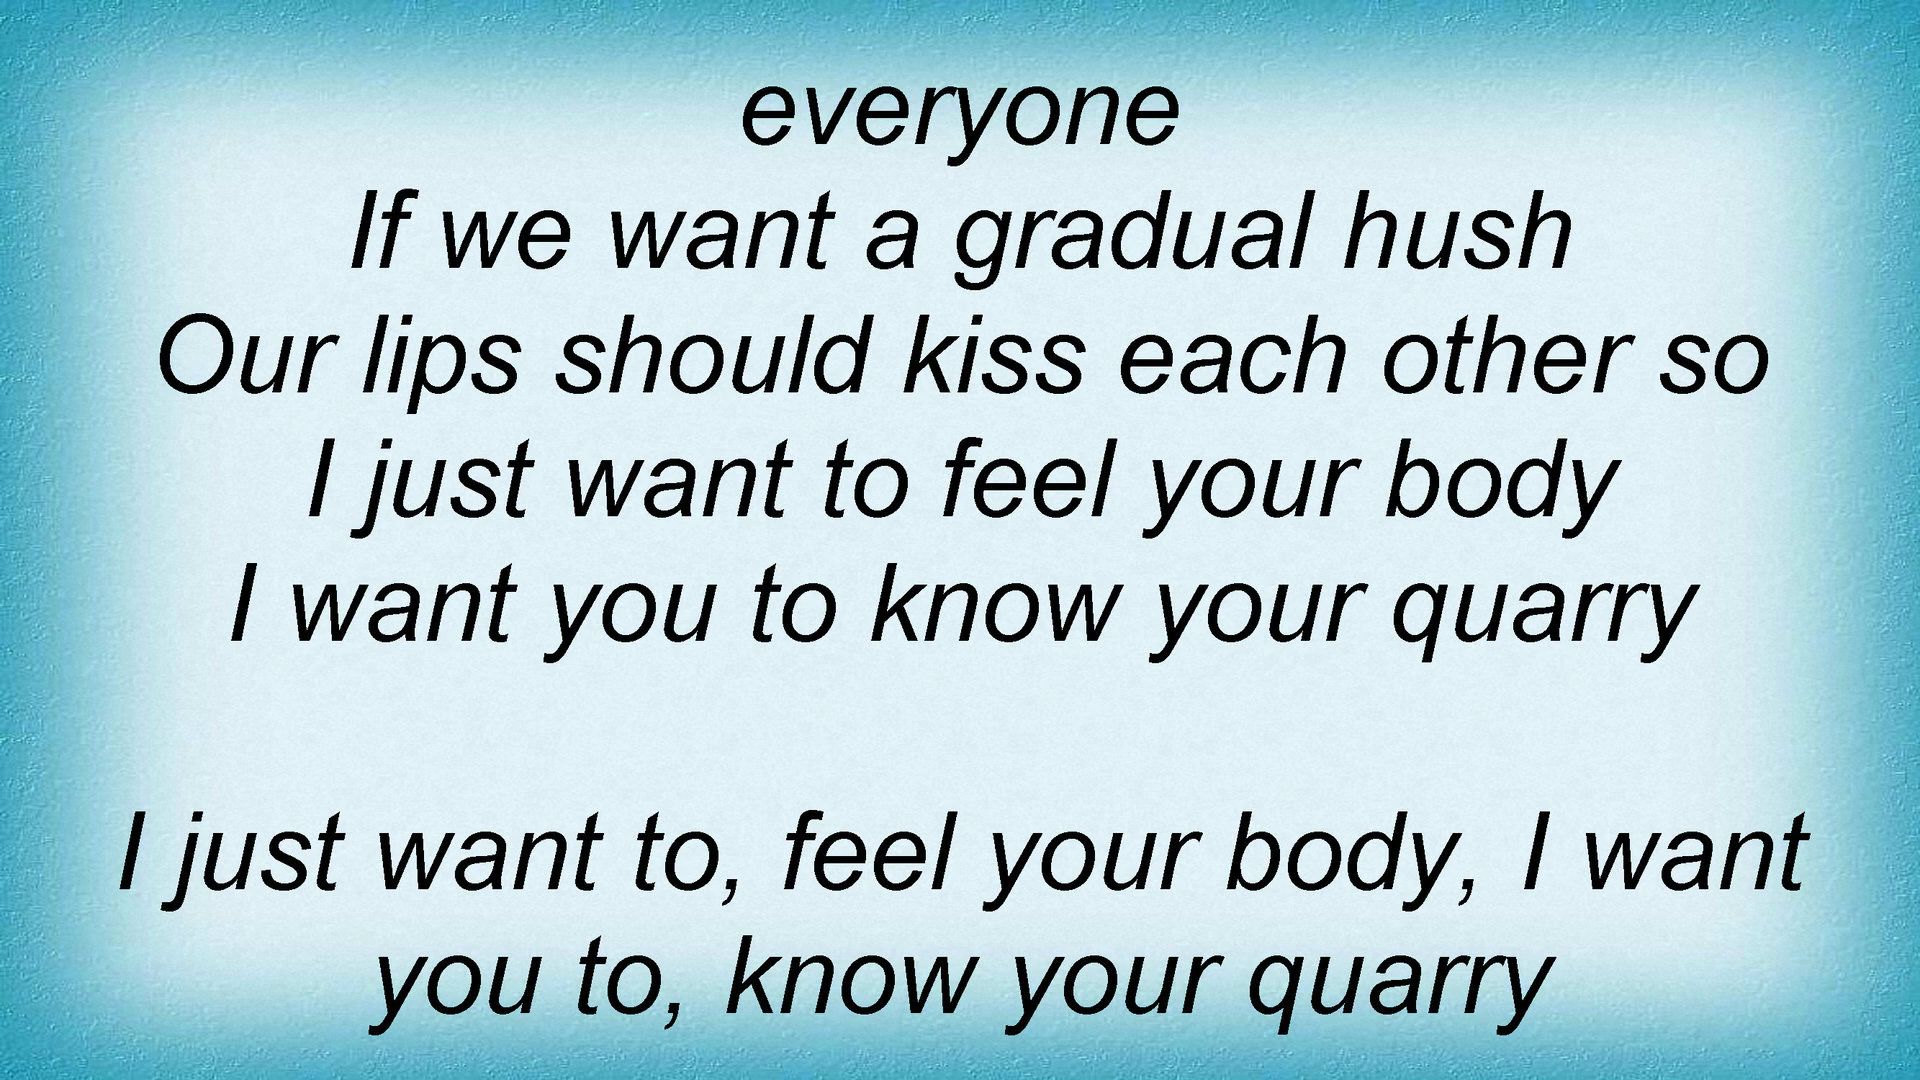 everyone
If we want a gradual hush
Our lips should kiss each other so
I just want to feel your body
I want you to know your quarry
I just want to, feel your body, I want
you to, know your quarry